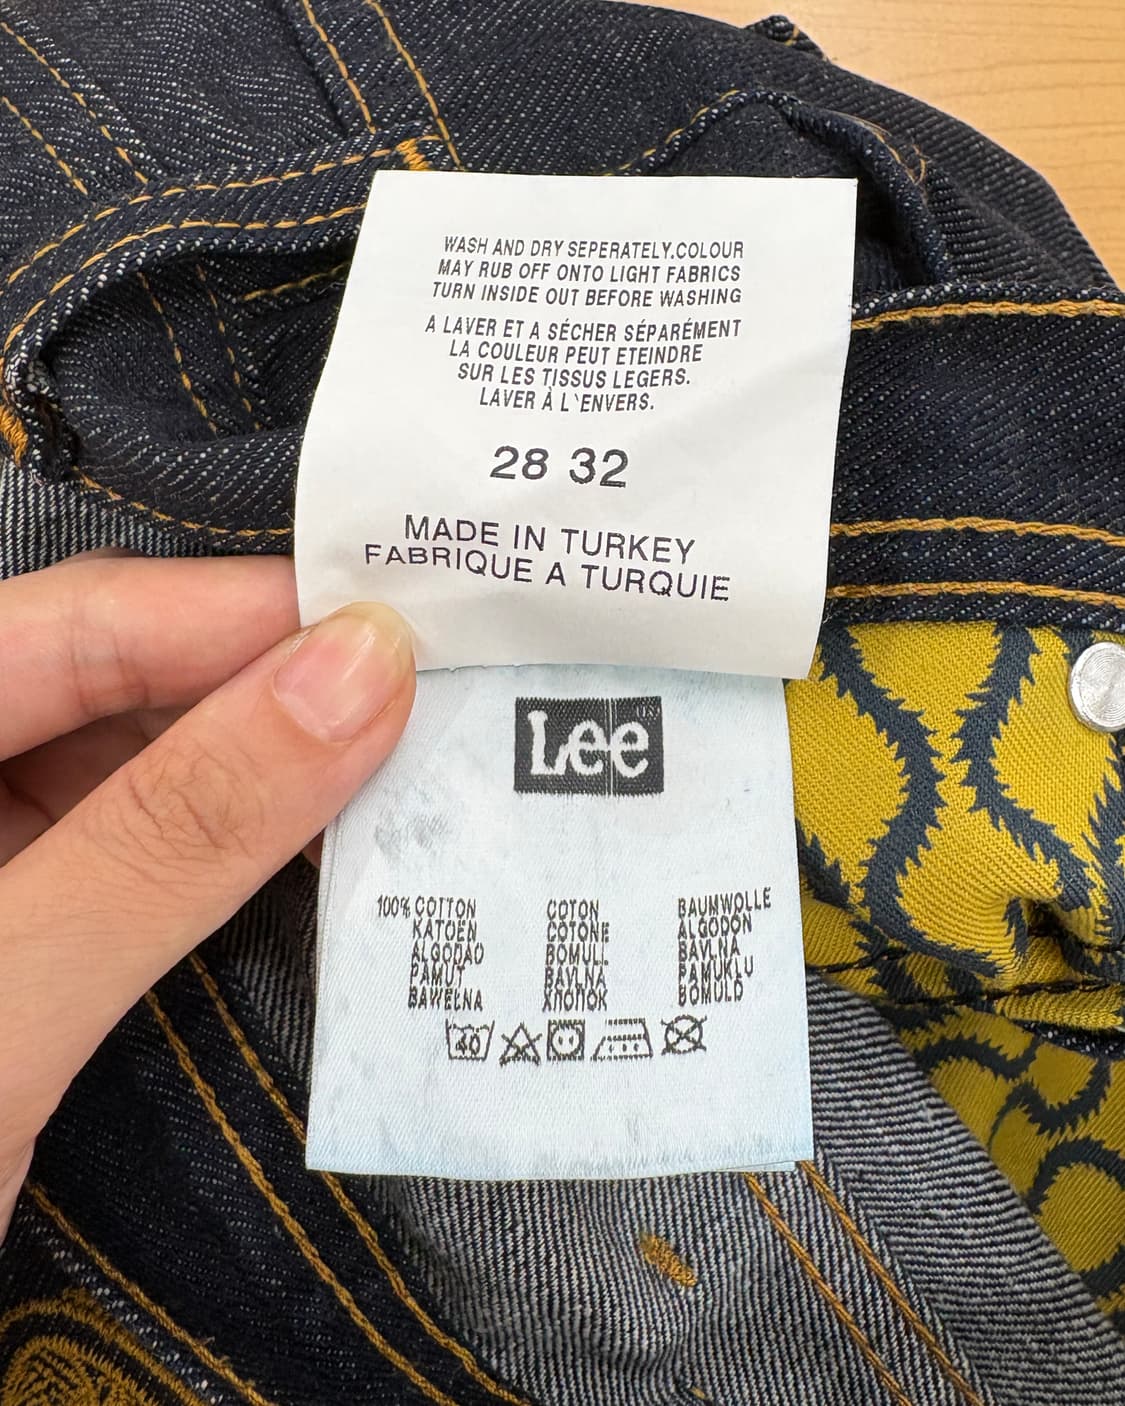 WASH AND DRY SEPERATELY.COLOUR
MAY RUB OFF ONTO LIGHT FABRICS
TURN INSIDE OUT BEFORE WASHING
A LAVER ET A SÉCHER SÉPARÉMENT
LA COULEUR PEUT ETEINDRE
SUR LES TISSUS LEGERS.
LAVER À L`ENVERS.
28 32
MADE IN TURKEY
FABRIQUE A TURQUIE
Lee
100% COTTON COTON BAUMWOLLE
KATOEN COTONE ALGODON
ALGODAO BOMULL BAVLNA
PAMUT BAVLNA PAMUKLU
BAWEŁNA ХЛОПОК BOMULD
40